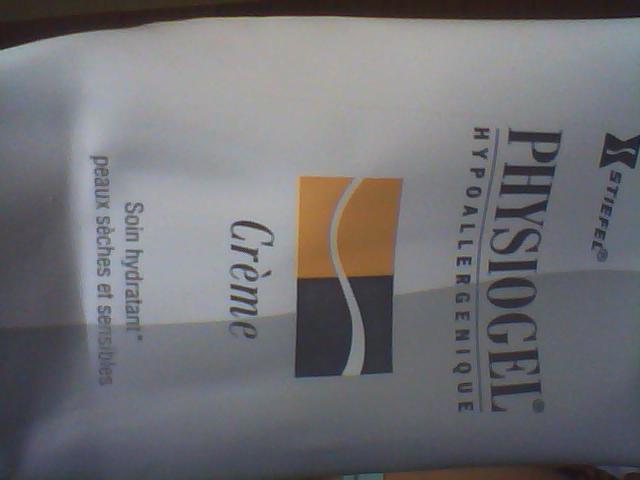 STIEFEL®
PHYSIOGEL®
HYPOALLERGENIQUE
Crème
Soin hydratant*
peaux sèches et sensibles